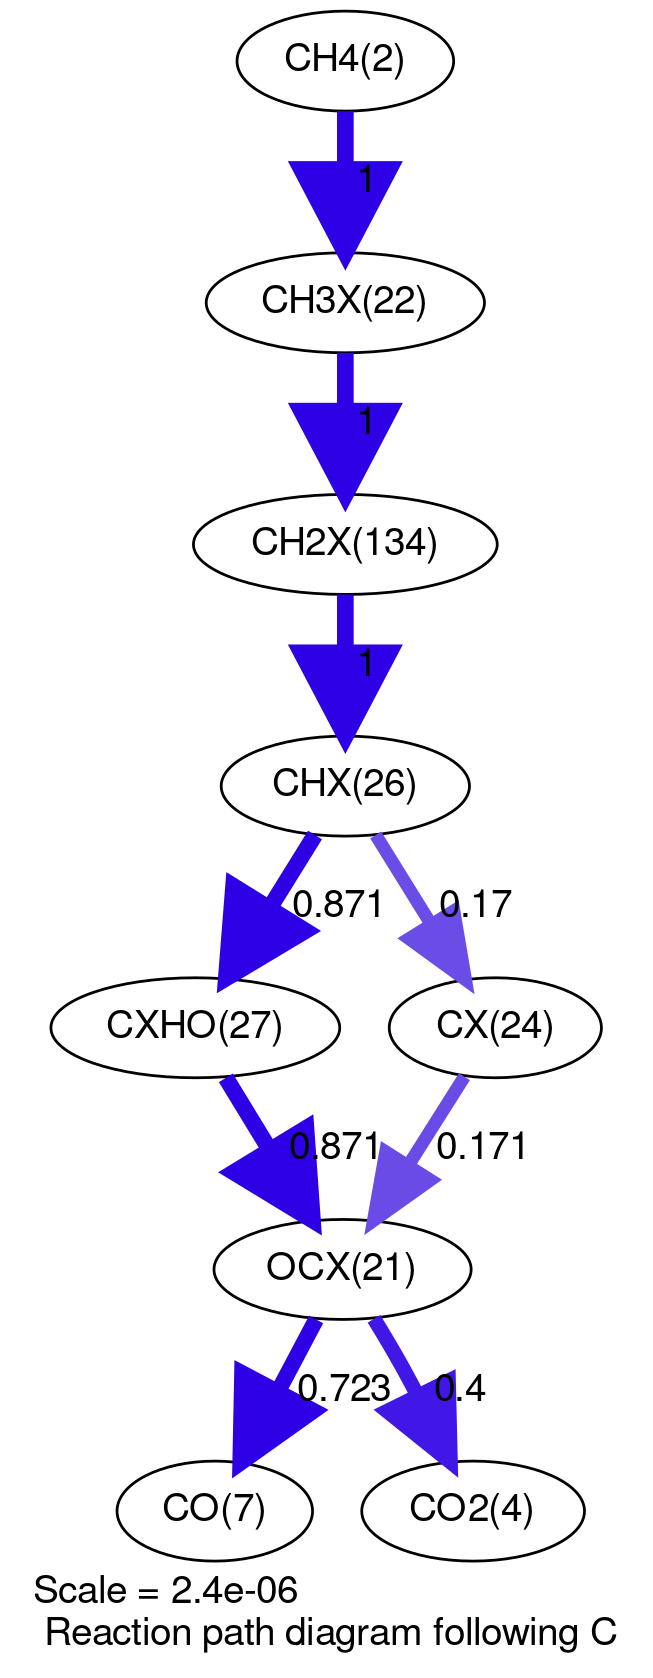 CH4(2)
1
CH3X(22)
1
CH2X(134)
1
CHX(26)
0.871
0.17
CXHO(27)
CX(24)
0.871
0.171
OCX(21)
0.723
0.4
CO(7)
CO2(4)
Scale = 2.4e-06
Reaction path diagram following C